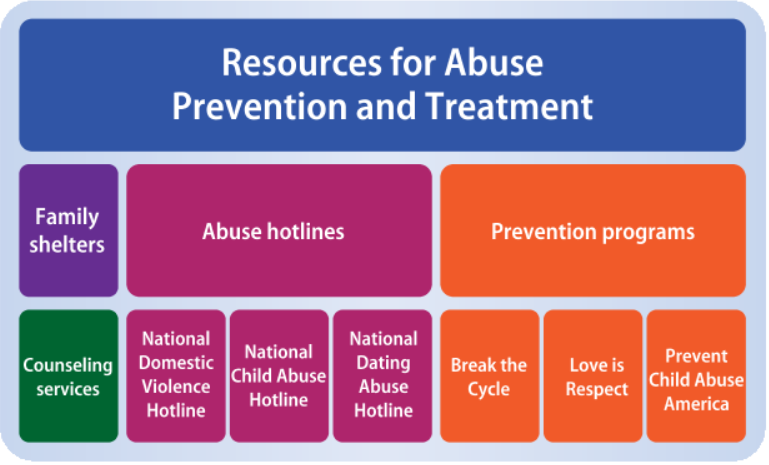 Resources for Abuse
Prevention and Treatment
Family
shelters
Abuse hotlines
Prevention programs
Counseling
services
National
Domestic
Violence
Hotline
National
Child Abuse
Hotline
National
Dating
Abuse
Hotline
Break the
Cycle
Love is
Respect
Prevent
Child Abuse
America